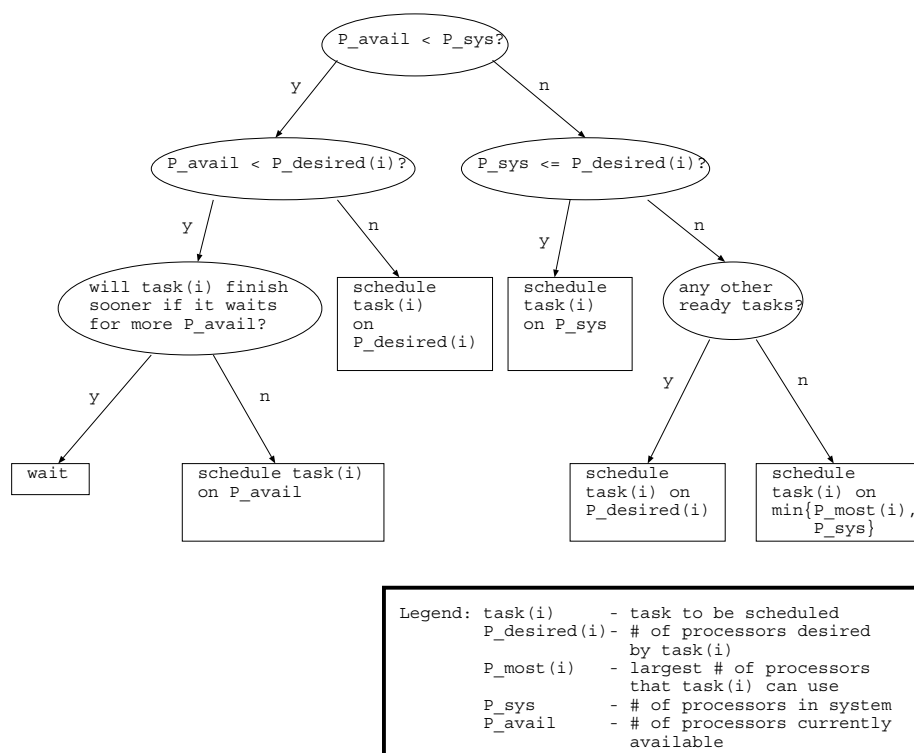 P_avail < P_sys?
y
n
P_avail < P_desired(i)?
P_sys <= P_desired(i)?
y
n
y
n
will task(i) finish
sooner if it waits
for more P_avail?
schedule
task(i)
on
P_desired(i)
schedule
task(i)
on P_sys
any other
ready tasks?
y
n
y
n
wait
schedule task(i)
on P_avail
schedule
task(i) on
P_desired(i)
schedule
task(i) on
min{P_most(i),
P_sys}
Legend: task(i) - task to be scheduled
P_desired(i)- # of processors desired
by task(i)
P_most(i) - largest # of processors
that task(i) can use
P_sys - # of processors in system
P_avail - # of processors currently
available